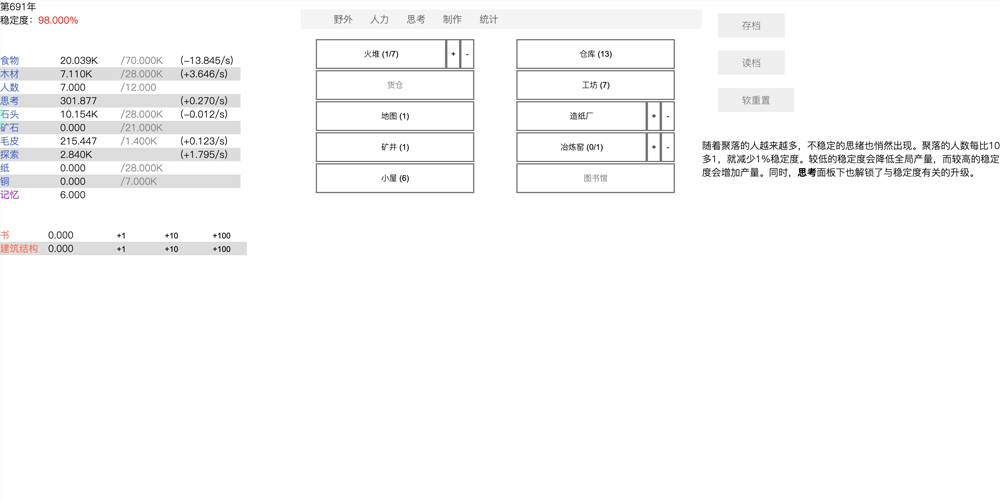 第691年
稳定度：98.000%
食物 20.039K /70.000K (−13.845/s)
木材 7.110K /28.000K (+3.646/s)
人数 7.000 /12.000
思考 301.877 (+0.270/s)
石头 10.154K /28.000K (−0.012/s)
矿石 0.000 /21.000K
毛皮 215.447 /1.400K (+0.123/s)
探索 2.840K (+1.795/s)
纸 0.000 /28.000K
铜 0.000 /7.000K
记忆 6.000
书 0.000 +1 +10 +100
建筑结构 0.000 +1 +10 +100
野外 人力 思考 制作 统计
火堆 (1/7) + -
仓库 (13)
货仓
工坊 (7)
地图 (1)
造纸厂 + -
矿井 (1)
冶炼窑 (0/1) + -
小屋 (6)
图书馆
存档
读档
软重置
随着聚落的人越来越多，不稳定的思绪也悄然出现。聚落的人数每比10
多1，就减少1%稳定度。较低的稳定度会降低全局产量，而较高的稳定
度会增加产量。同时，思考面板下也解锁了与稳定度有关的升级。